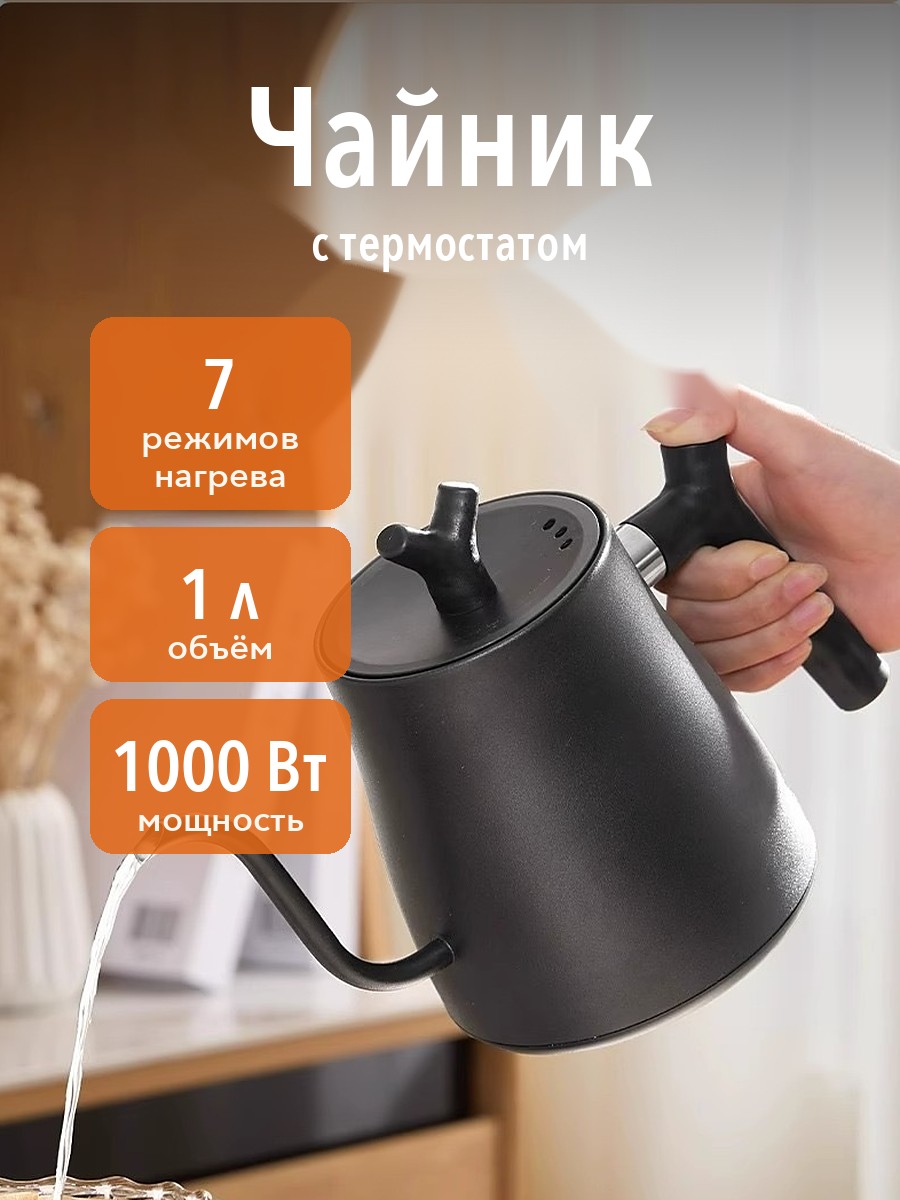 Чайник
с термостатом
7
режимов
нагрева
1 л
объём
1000 Вт
мощность